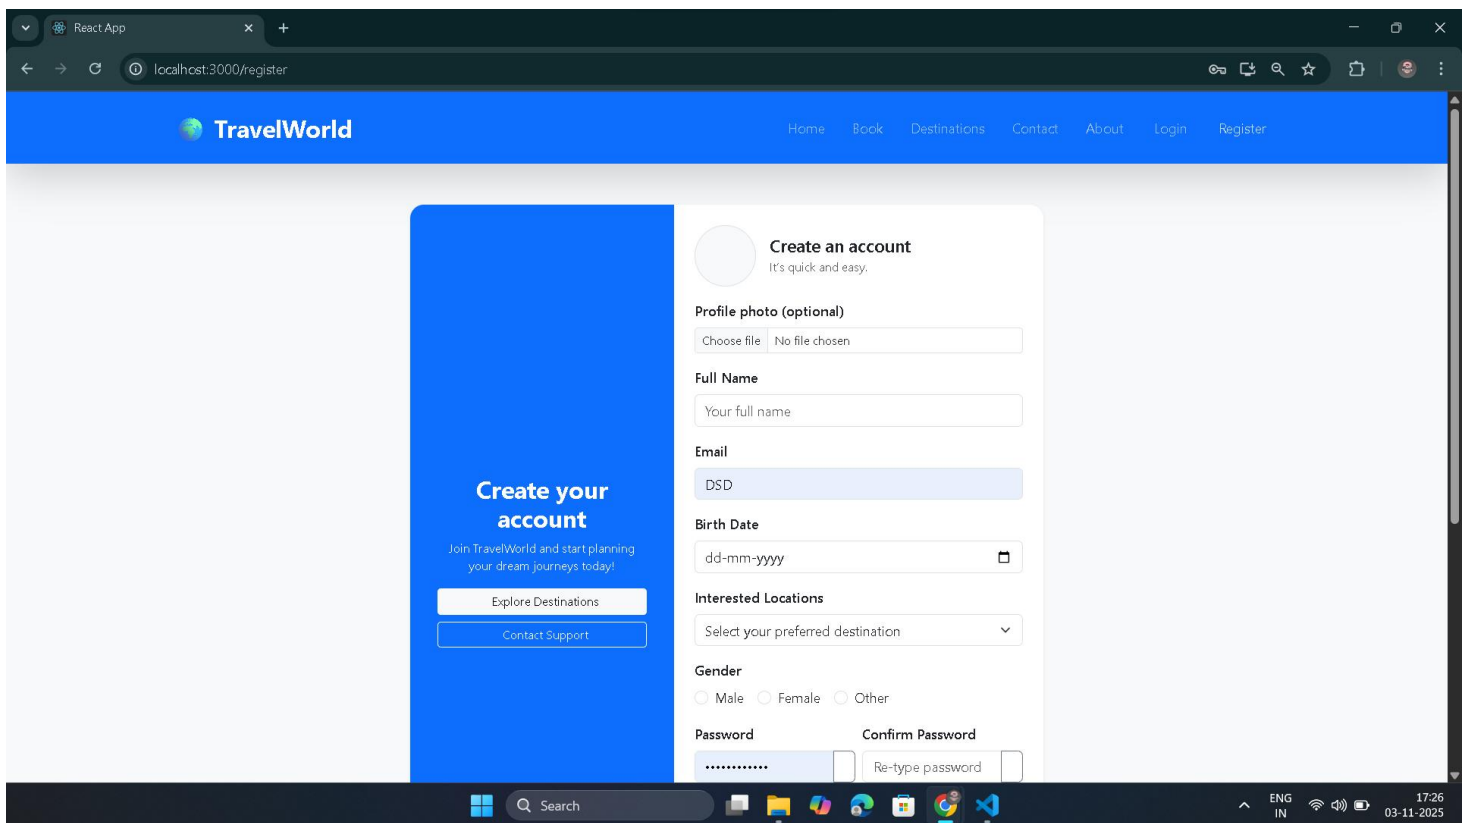 React App
localhost:3000/register
TravelWorld
Home Book Destinations Contact About Login Register
Create your
account
Join TravelWorld and start planning
your dream journeys today!
Explore Destinations
Contact Support
Create an account
It's quick and easy.
Profile photo (optional)
Choose file No file chosen
Full Name
Your full name
Email
DSD
Birth Date
dd-mm-yyyy
Interested Locations
Select your preferred destination
Gender
Male Female Other
Password Confirm Password
•••••••••••• Re-type password
Search
ENG
IN
17:26
03-11-2025